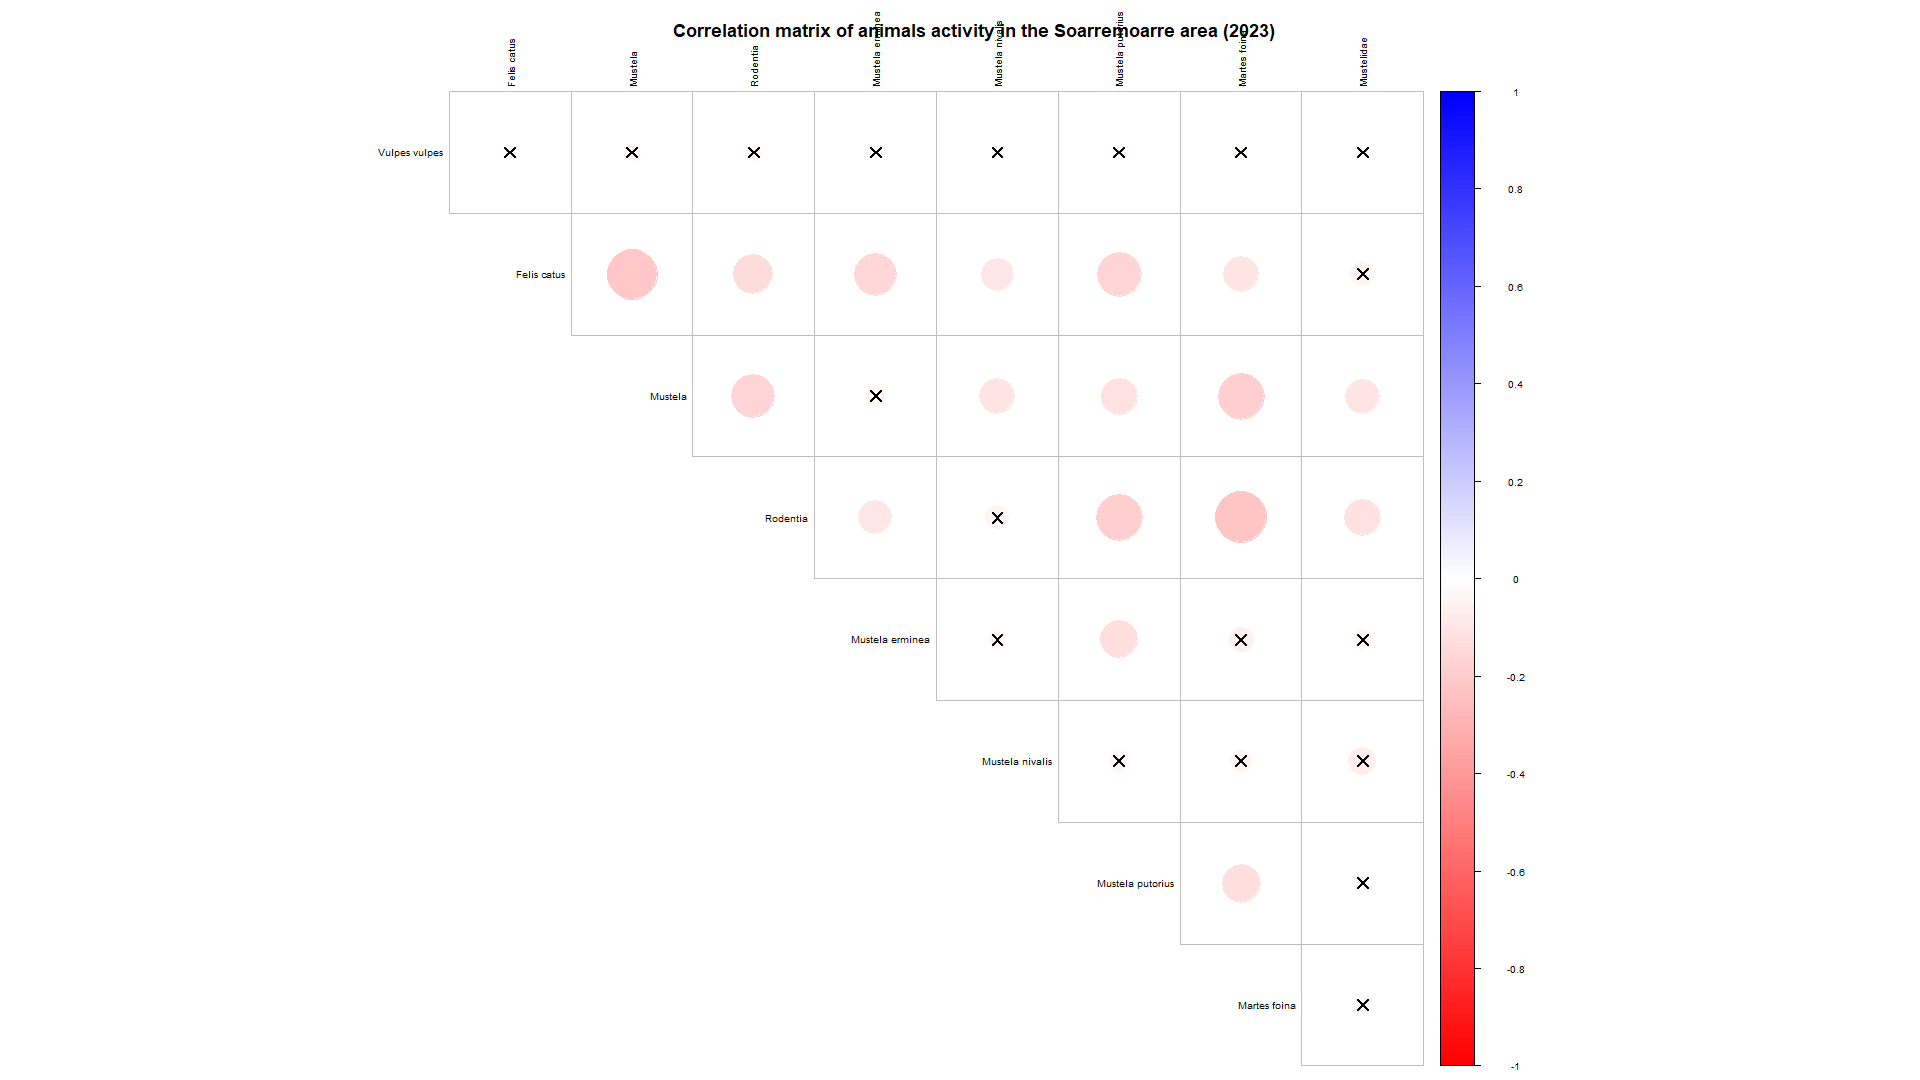 Correlation matrix of animals activity in the Soarremoarre area (2023)
Felis catus
Mustela
Rodentia
Mustela erminea
Mustela nivalis
Mustela putorius
Martes foina
Mustelidae
Vulpes vulpes
Felis catus
Mustela
Rodentia
Mustela erminea
Mustela nivalis
Mustela putorius
Martes foina
1
0.8
0.6
0.4
0.2
0
-0.2
-0.4
-0.6
-0.8
-1